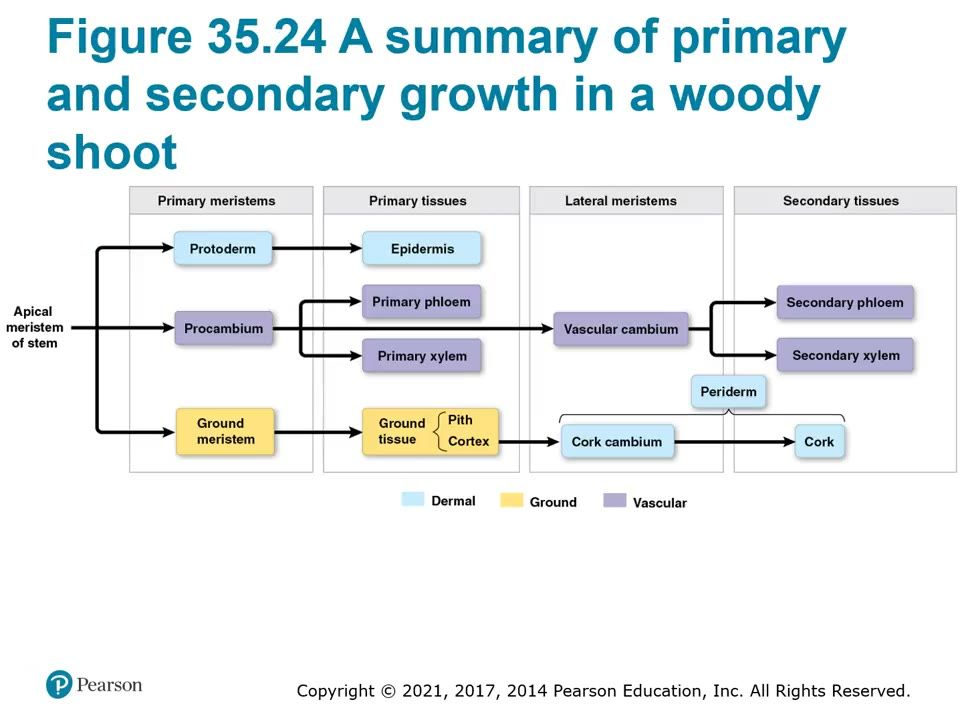 Figure 35.24 A summary of primary
and secondary growth in a woody
shoot
Primary meristems
Primary tissues
Lateral meristems
Secondary tissues
Protoderm
Epidermis
Apical
meristem
of stem
Procambium
Primary phloem
Primary xylem
Vascular cambium
Secondary phloem
Secondary xylem
Periderm
Ground
meristem
Ground
tissue
Pith
Cortex
Cork cambium
Cork
Dermal
Ground
Vascular
P Pearson
Copyright © 2021, 2017, 2014 Pearson Education, Inc. All Rights Reserved.